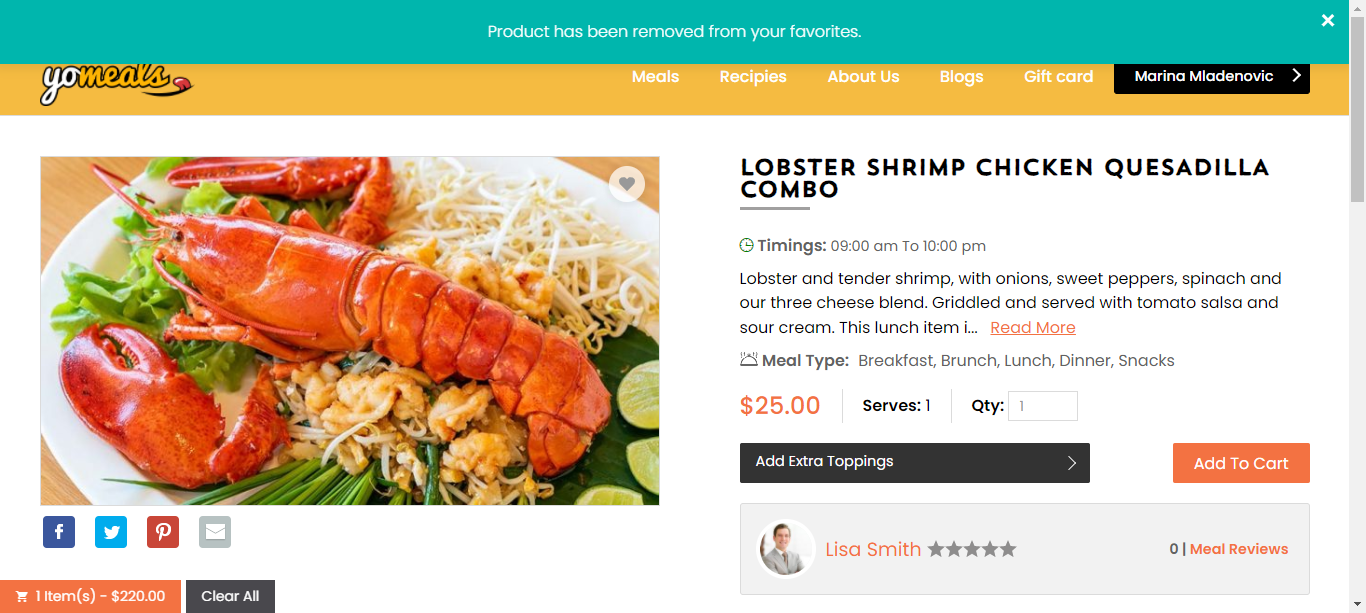 Product has been removed from your favorites.
yomeals
Meals
Recipies
About Us
Blogs
Gift card
Marina Mladenovic
LOBSTER SHRIMP CHICKEN QUESADILLA
COMBO
Timings: 09:00 am To 10:00 pm
Lobster and tender shrimp, with onions, sweet peppers, spinach and
our three cheese blend. Griddled and served with tomato salsa and
sour cream. This lunch item i... Read More
Meal Type: Breakfast, Brunch, Lunch, Dinner, Snacks
$25.00
Serves: 1
Qty: 1
Add Extra Toppings
Add To Cart
Lisa Smith
0 | Meal Reviews
1 Item(s) - $220.00
Clear All